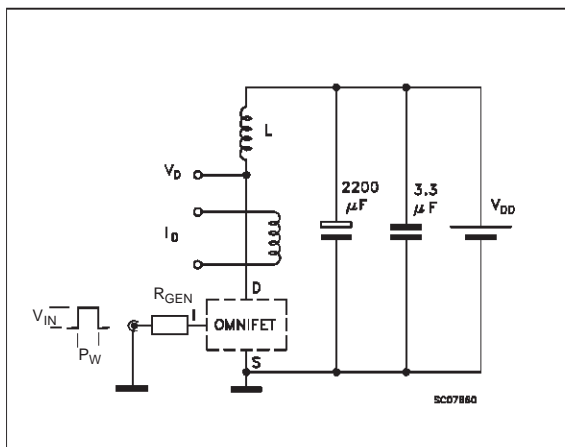 L
V_D
2200
μF
3.3
μF
V_DD
I_D
D
R_GEN
I
V_IN
OMNIFET
P_W
S
SC07860